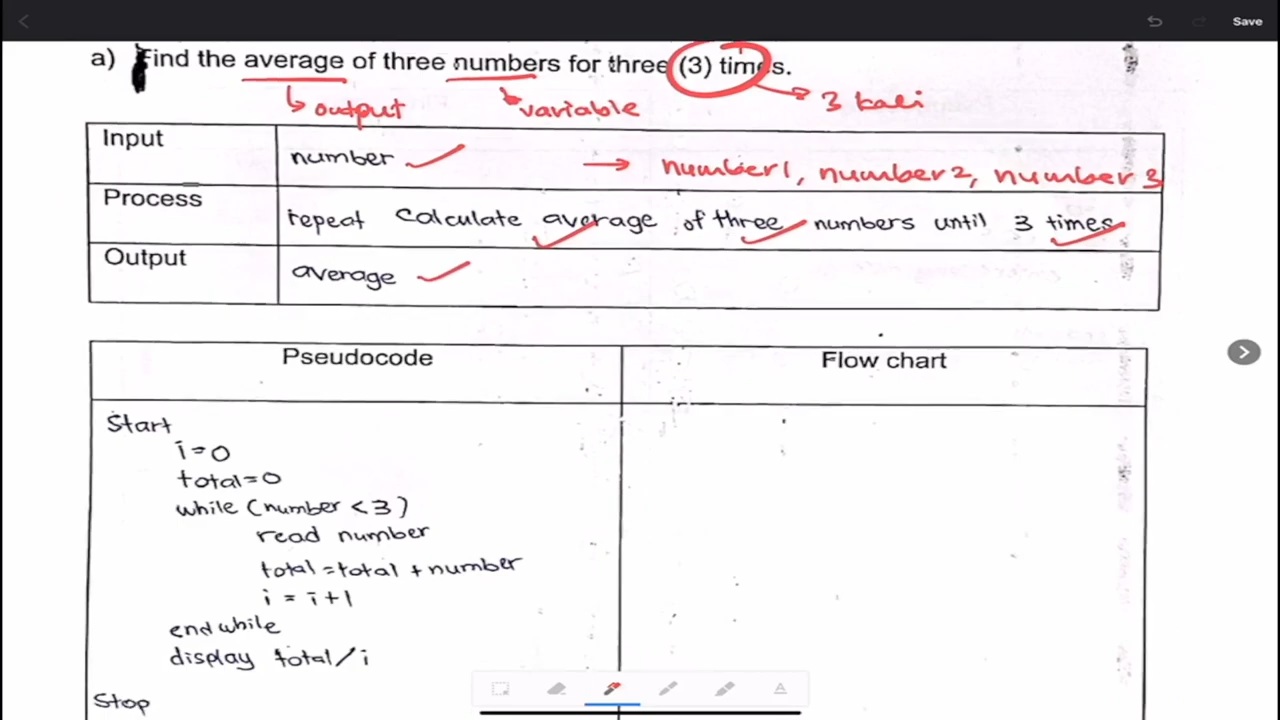 Save
a) Find the average of three numbers for three (3) times.
output
variable
3 kali
Input
number
number1, number2, number3
Process
repeat calculate average of three numbers until 3 times
Output
average
Pseudocode
Flow chart
Start
i=0
total=0
while (number <3)
read number
total=total + number
i = i+1
endwhile
display total/i
Stop
A